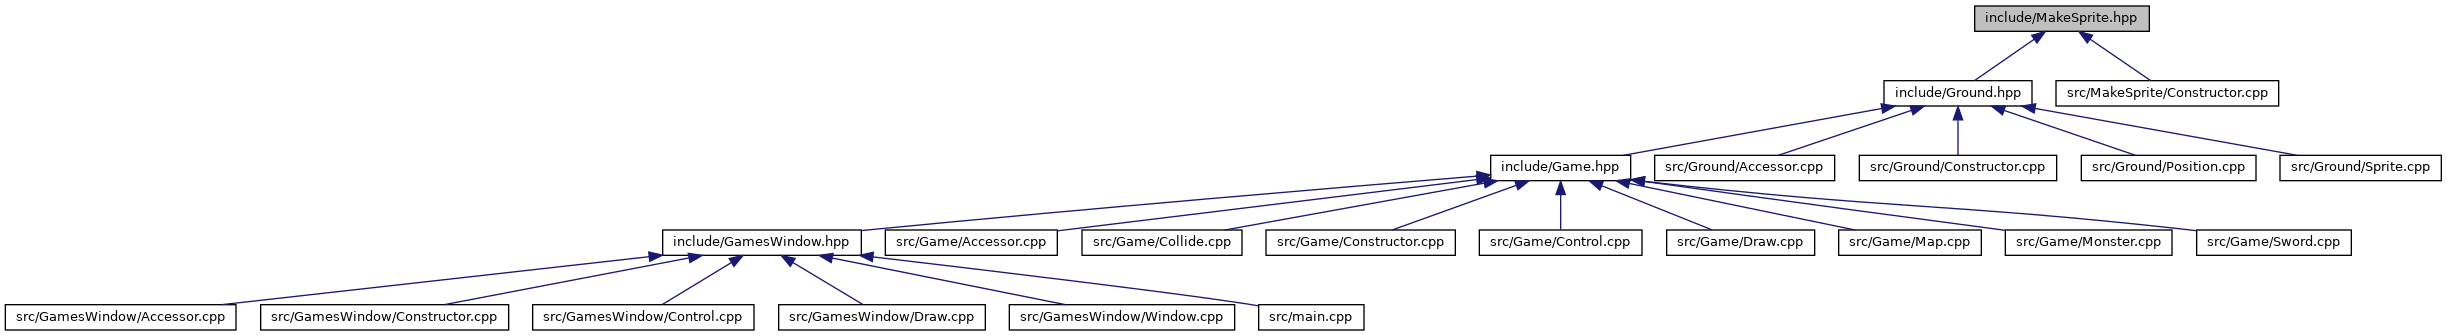 include/MakeSprite.hpp
include/Ground.hpp
src/MakeSprite/Constructor.cpp
include/Game.hpp
src/Ground/Accessor.cpp
src/Ground/Constructor.cpp
src/Ground/Position.cpp
src/Ground/Sprite.cpp
include/GamesWindow.hpp
src/Game/Accessor.cpp
src/Game/Collide.cpp
src/Game/Constructor.cpp
src/Game/Control.cpp
src/Game/Draw.cpp
src/Game/Map.cpp
src/Game/Monster.cpp
src/Game/Sword.cpp
src/GamesWindow/Accessor.cpp
src/GamesWindow/Constructor.cpp
src/GamesWindow/Control.cpp
src/GamesWindow/Draw.cpp
src/GamesWindow/Window.cpp
src/main.cpp